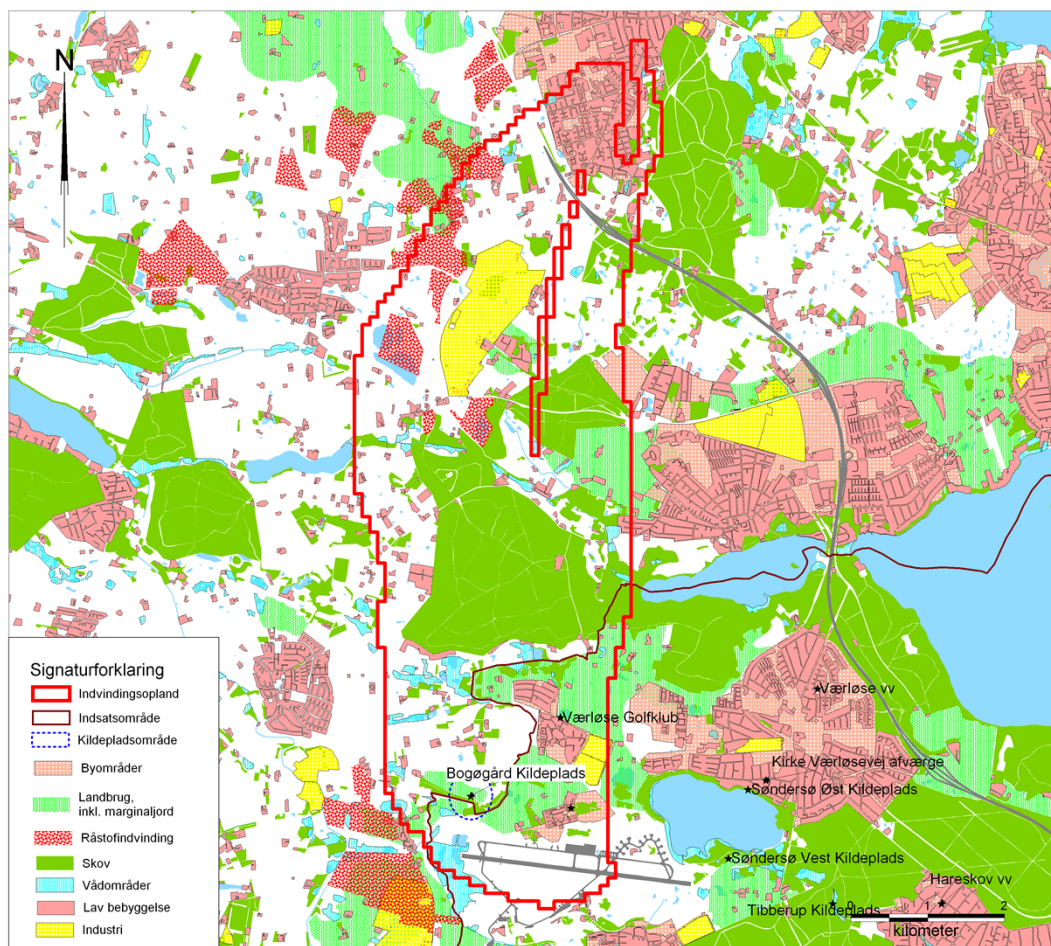 N
Værløse vv
Værløse Golfklub
Kirke Værløsevej afværge
Bogøgård Kildeplads
Søndersø Øst Kildeplads
Søndersø Vest Kildeplads
Hareskov vv
Tibberup Kildeplads
0 1 2
kilometer
Signaturforklaring
Indvindingsopland
Indsatsområde
Kildepladsområde
Byområder
Landbrug,
inkl. marginaljord
Råstofindvinding
Skov
Vådområder
Lav bebyggelse
Industri